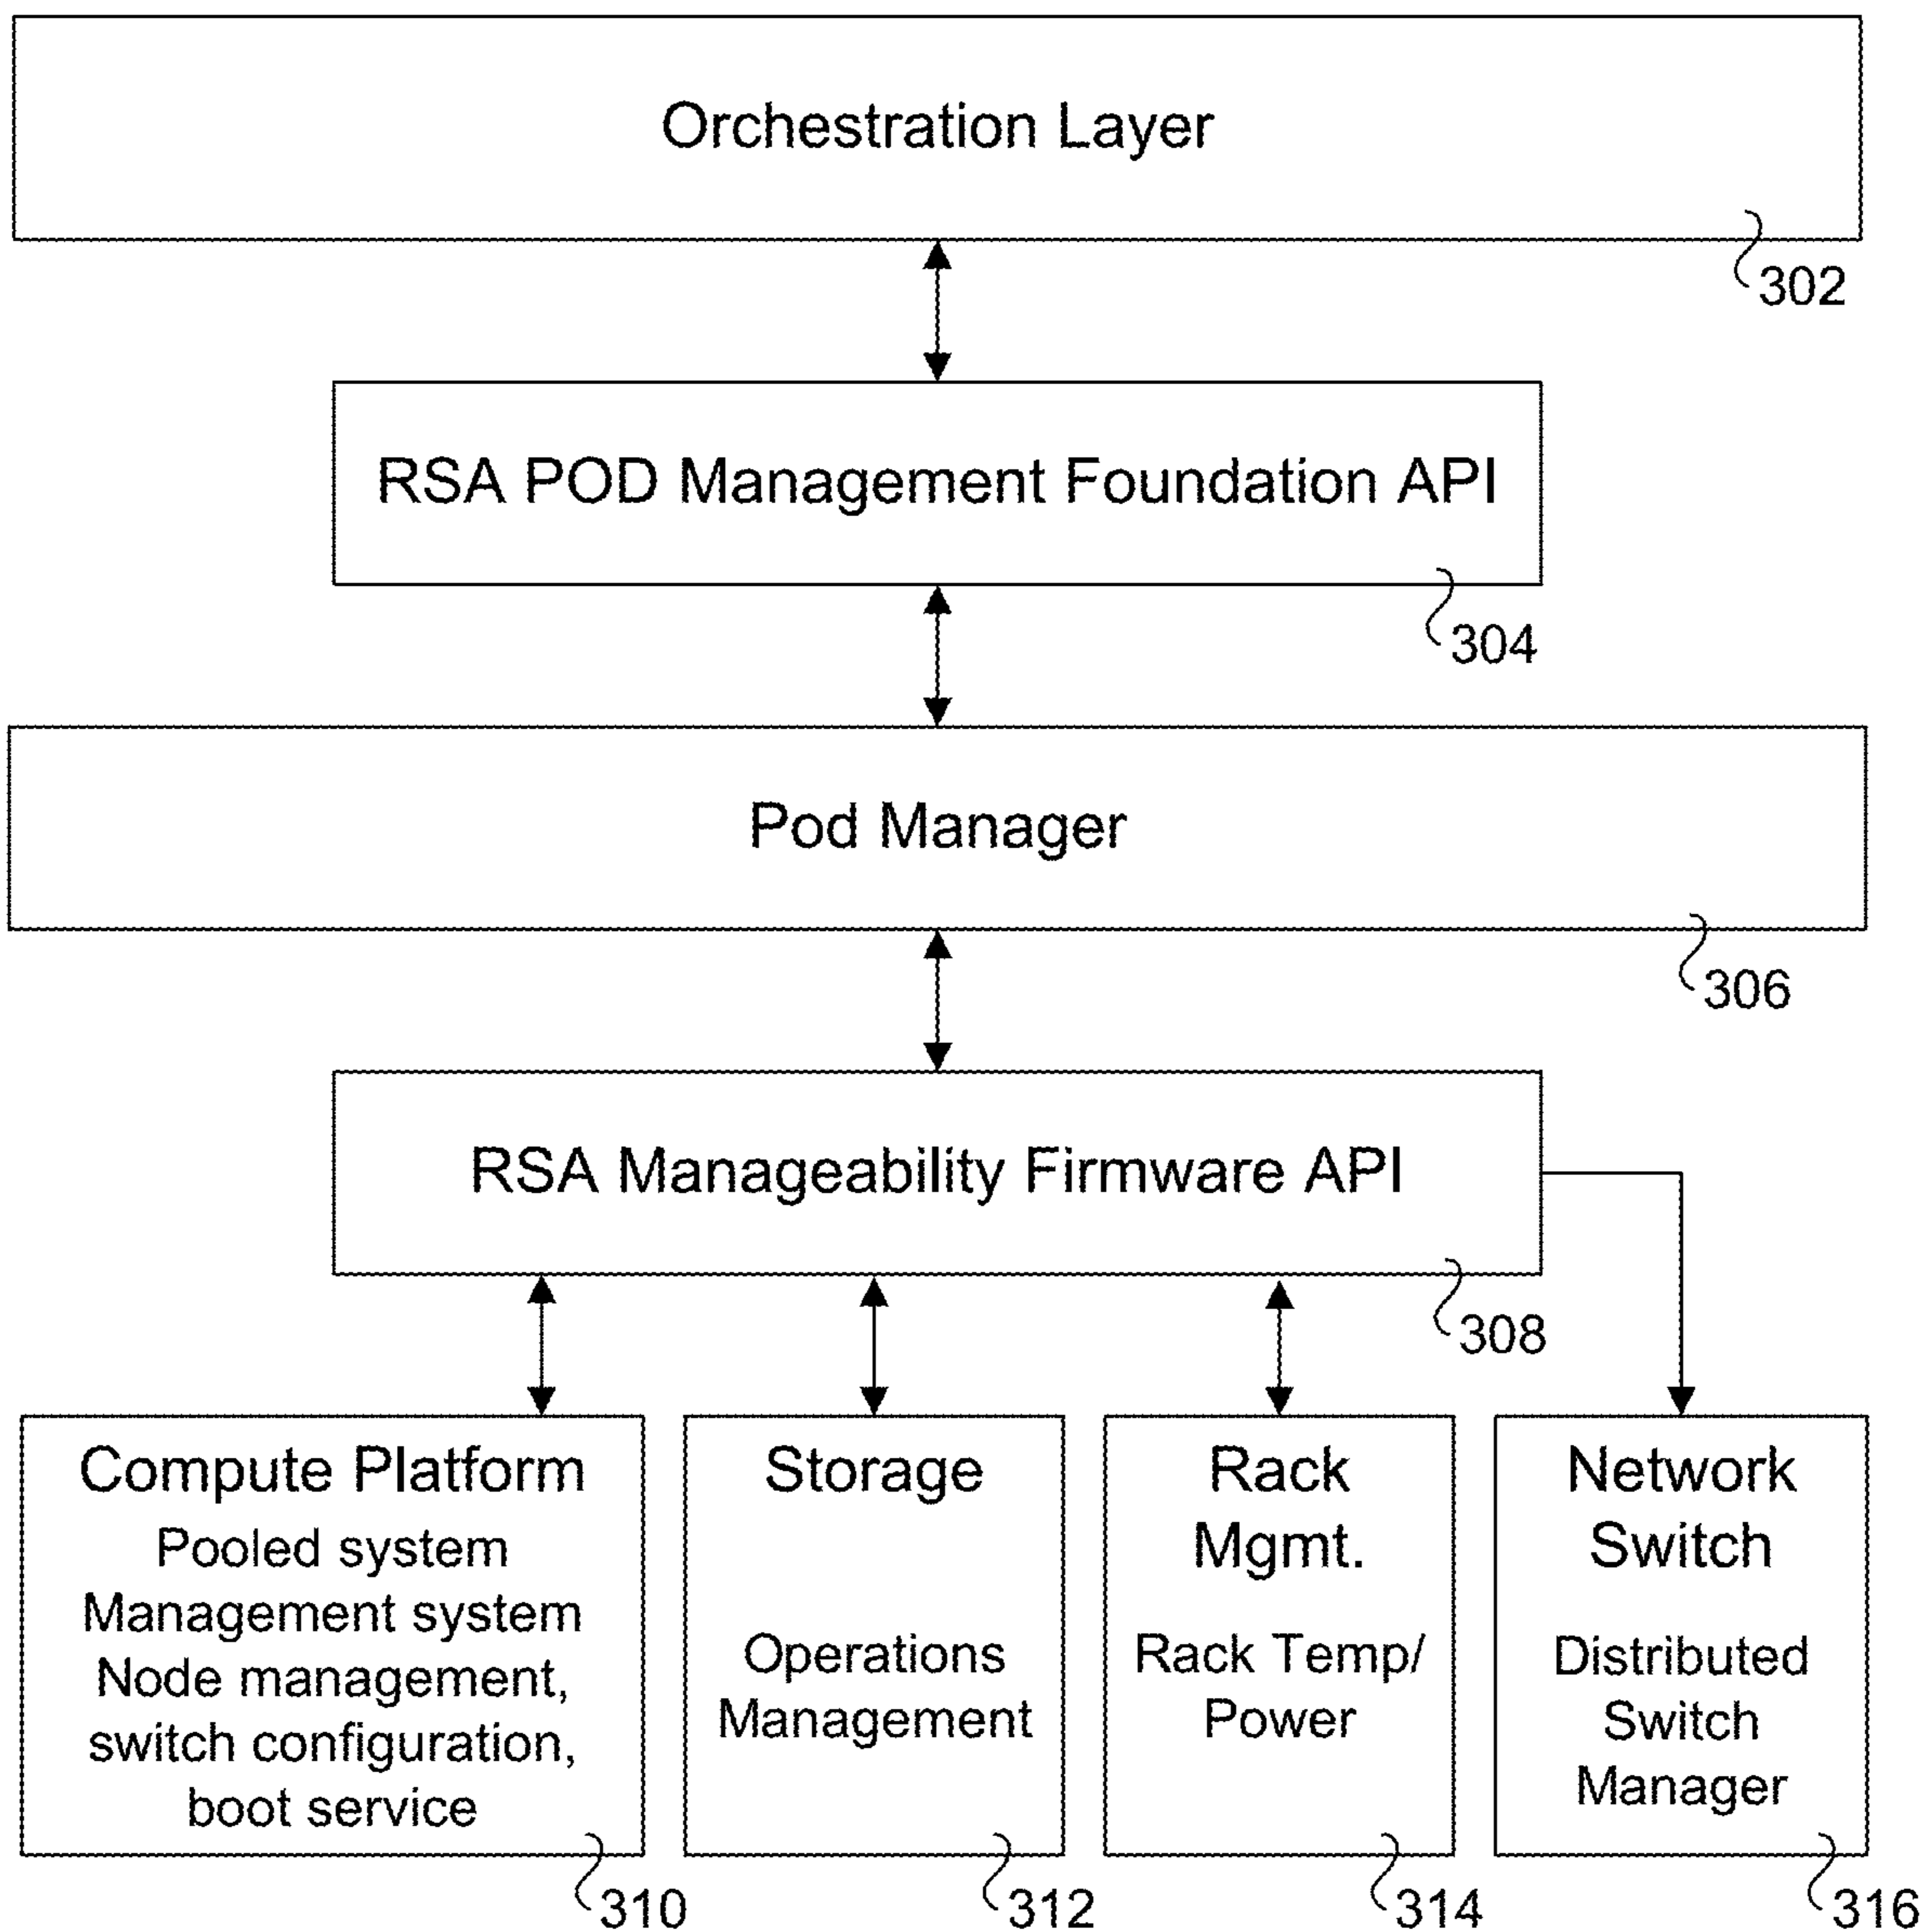 Orchestration Layer
302
RSA POD Management Foundation API
304
Pod Manager
306
RSA Manageability Firmware API
308
Compute Platform
Pooled system
Management system
Node management,
switch configuration,
boot service
310
Storage
Operations
Management
312
Rack
Mgmt.
Rack Temp/
Power
314
Network
Switch
Distributed
Switch
Manager
316